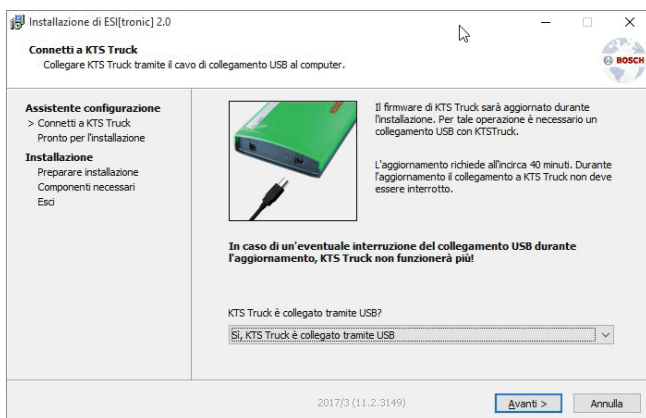 Installazione di ESI[tronic] 2.0
Connetti a KTS Truck
Collegare KTS Truck tramite il cavo di collegamento USB al computer.
BOSCH
Assistente configurazione
> Connetti a KTS Truck
Pronto per l'installazione
Installazione
Preparare installazione
Componenti necessari
Esci
Il firmware di KTS Truck sarà aggiornato durante
l'installazione. Per tale operazione è necessario un
collegamento USB con KTSTruck.
L'aggiornamento richiede all'incirca 40 minuti. Durante
l'aggiornamento il collegamento a KTS Truck non deve
essere interrotto.
In caso di un'eventuale interruzione del collegamento USB durante
l'aggiornamento, KTS Truck non funzionerà più!
KTS Truck è collegato tramite USB?
Sì, KTS Truck è collegato tramite USB
2017/3 (11.2.3149)
Avanti >
Annulla